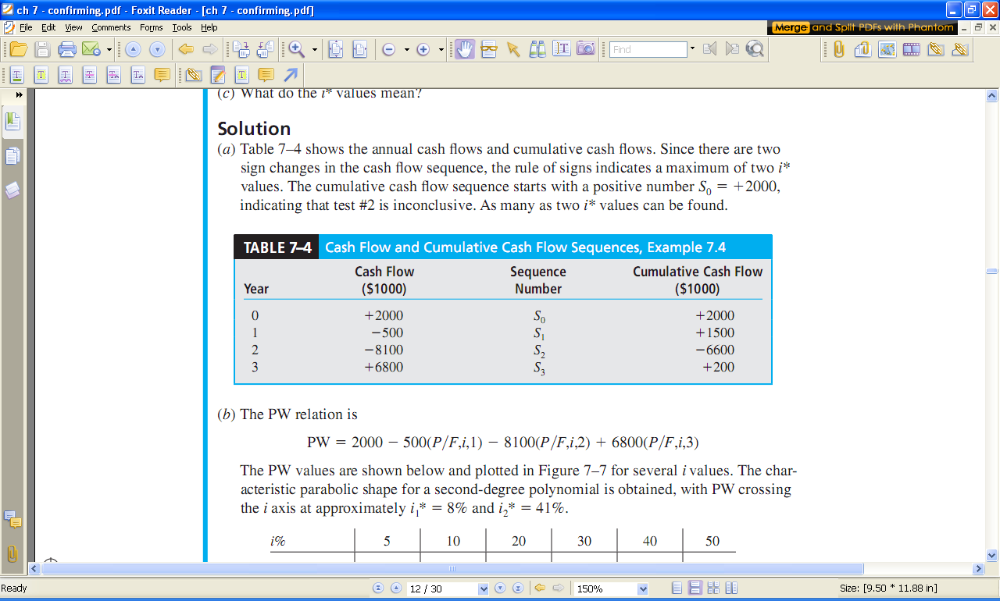 ch 7 - confirming.pdf - Foxit Reader - [ch 7 - confirming.pdf]
File Edit View Comments Forms Tools Help
Merge and Split PDFs with Phantom
Find
(c) What do the i* values mean?
Solution
(a) Table 7–4 shows the annual cash flows and cumulative cash flows. Since there are two
sign changes in the cash flow sequence, the rule of signs indicates a maximum of two i*
values. The cumulative cash flow sequence starts with a positive number S₀ = +2000,
indicating that test #2 is inconclusive. As many as two i* values can be found.
TABLE 7–4 Cash Flow and Cumulative Cash Flow Sequences, Example 7.4
Cash Flow Sequence Cumulative Cash Flow
Year ($1000) Number ($1000)
0 +2000 S₀ +2000
1 −500 S₁ +1500
2 −8100 S₂ −6600
3 +6800 S₃ +200
(b) The PW relation is
PW = 2000 − 500(P/F,i,1) − 8100(P/F,i,2) + 6800(P/F,i,3)
The PW values are shown below and plotted in Figure 7–7 for several i values. The char-
acteristic parabolic shape for a second-degree polynomial is obtained, with PW crossing
the i axis at approximately i₁* = 8% and i₂* = 41%.
i% 5 10 20 30 40 50
Ready 12 / 30 150% Size: [9.50 * 11.88 in]